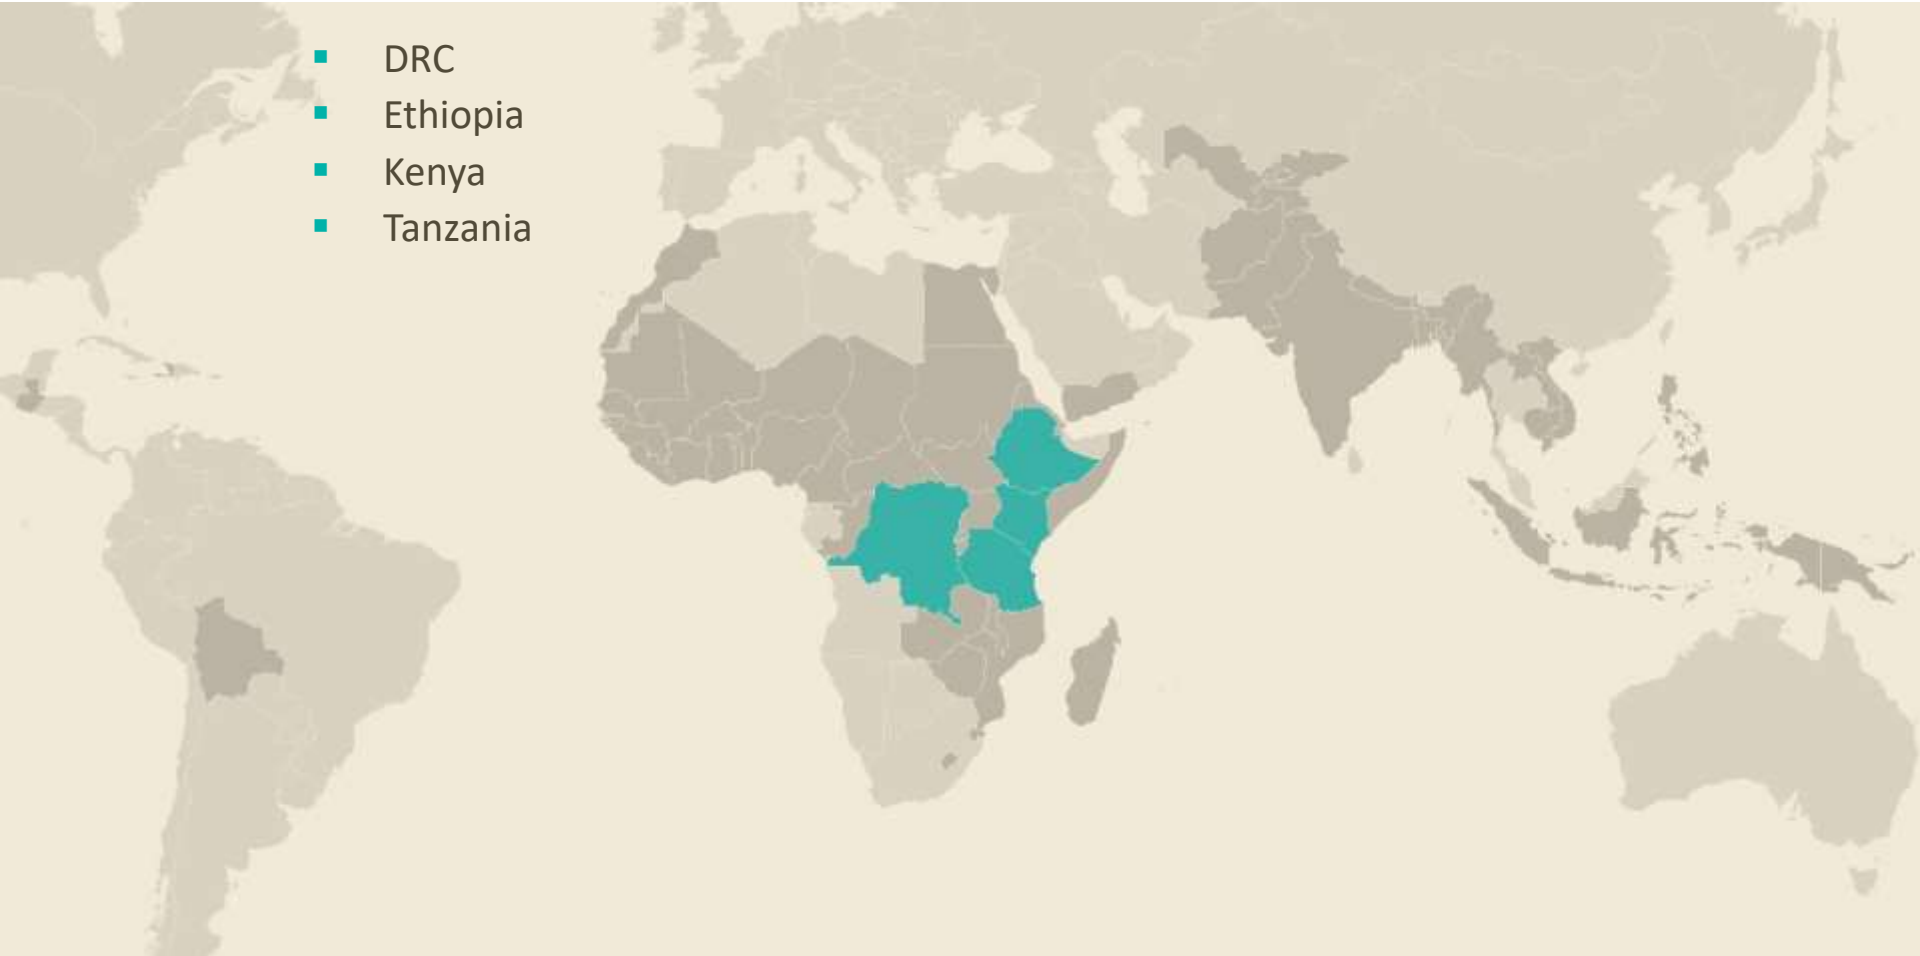 ▪ DRC
▪ Ethiopia
▪ Kenya
▪ Tanzania